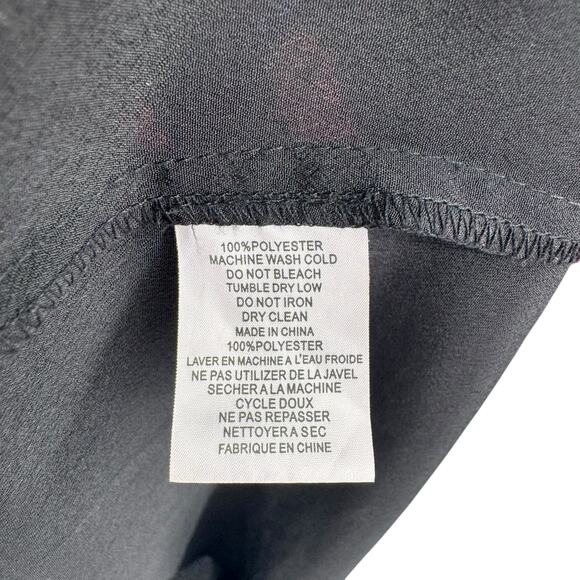 100%POLYESTER
MACHINE WASH COLD
DO NOT BLEACH
TUMBLE DRY LOW
DO NOT IRON
DRY CLEAN
MADE IN CHINA
100%POLYESTER
LAVER EN MACHINE A L'EAU FROIDE
NE PAS UTILIZER DE LA JAVEL
SECHER A LA MACHINE
CYCLE DOUX
NE PAS REPASSER
NETTOYER A SEC
FABRIQUE EN CHINE